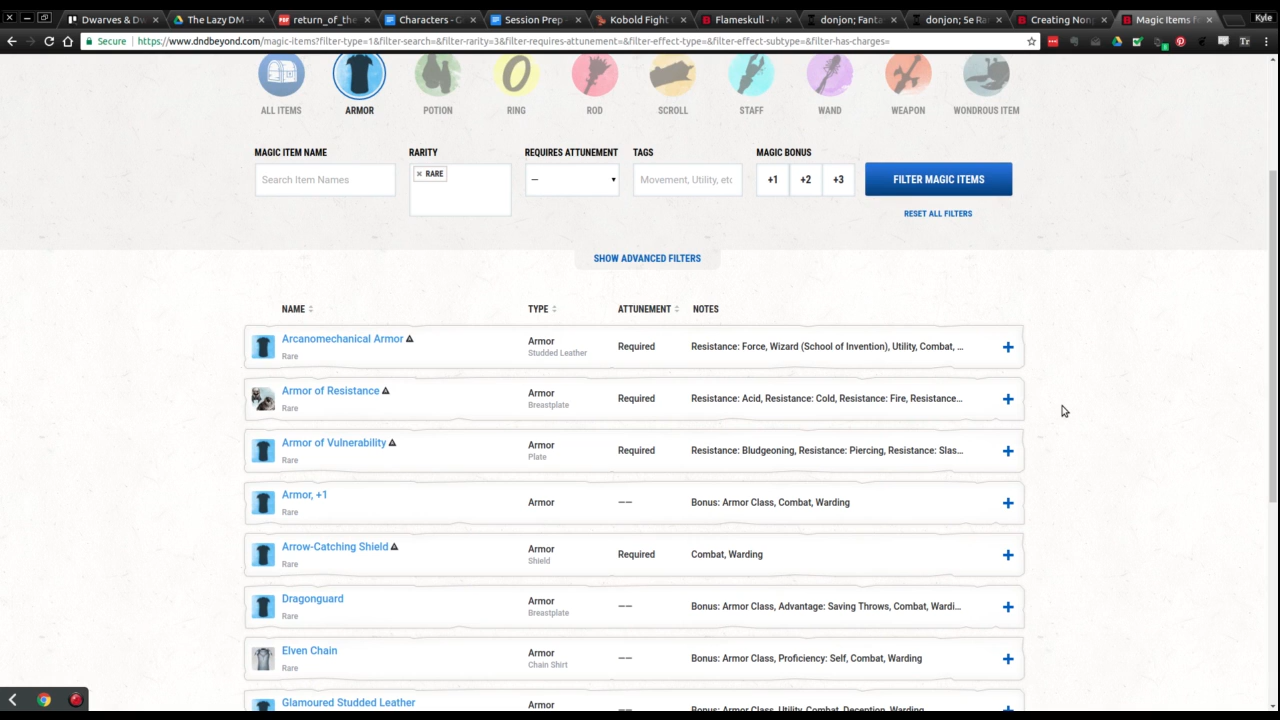 Dwarves & Dw
The Lazy DM -
return_of_the
Characters - G
Session Prep -
Kobold Fight
Flameskull - M
donjon; Fanta
donjon; 5e Ra
Creating Nonp
Magic Items fo
Kyle
Secure
https://www.dndbeyond.com/magic-items?filter-type=1&filter-search=&filter-rarity=3&filter-requires-attunement=&filter-effect-type=&filter-effect-subtype=&filter-has-charges=
ALL ITEMS
ARMOR
POTION
RING
ROD
SCROLL
STAFF
WAND
WEAPON
WONDROUS ITEM
MAGIC ITEM NAME
RARITY
REQUIRES ATTUNEMENT
TAGS
MAGIC BONUS
Search Item Names
× RARE
—
Movement, Utility, etc
+1
+2
+3
FILTER MAGIC ITEMS
RESET ALL FILTERS
SHOW ADVANCED FILTERS
NAME
TYPE
ATTUNEMENT
NOTES
Arcanomechanical Armor
Rare
Armor
Studded Leather
Required
Resistance: Force, Wizard (School of Invention), Utility, Combat, ...
Armor of Resistance
Rare
Armor
Breastplate
Required
Resistance: Acid, Resistance: Cold, Resistance: Fire, Resistance...
Armor of Vulnerability
Rare
Armor
Plate
Required
Resistance: Bludgeoning, Resistance: Piercing, Resistance: Slas...
Armor, +1
Rare
Armor
——
Bonus: Armor Class, Combat, Warding
Arrow-Catching Shield
Rare
Armor
Shield
Required
Combat, Warding
Dragonguard
Rare
Armor
Breastplate
——
Bonus: Armor Class, Advantage: Saving Throws, Combat, Wardi...
Elven Chain
Rare
Armor
Chain Shirt
——
Bonus: Armor Class, Proficiency: Self, Combat, Warding
Glamoured Studded Leather
Armor
Bonus: Armor Class, Utility, Combat, Deception, Warding